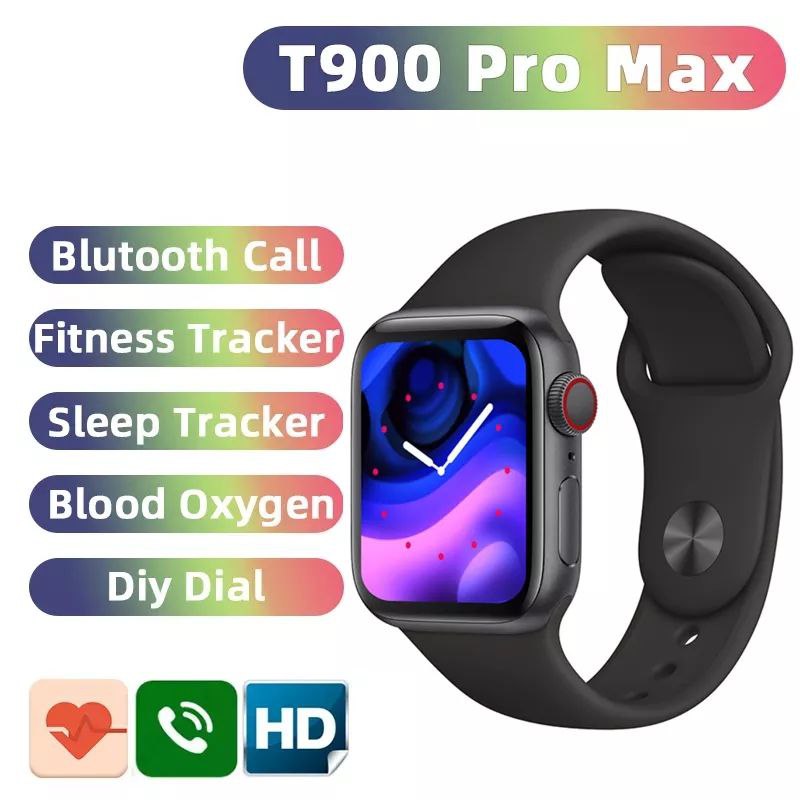 T900 Pro Max
Blutooth Call
Fitness Tracker
Sleep Tracker
Blood Oxygen
Diy Dial
HD